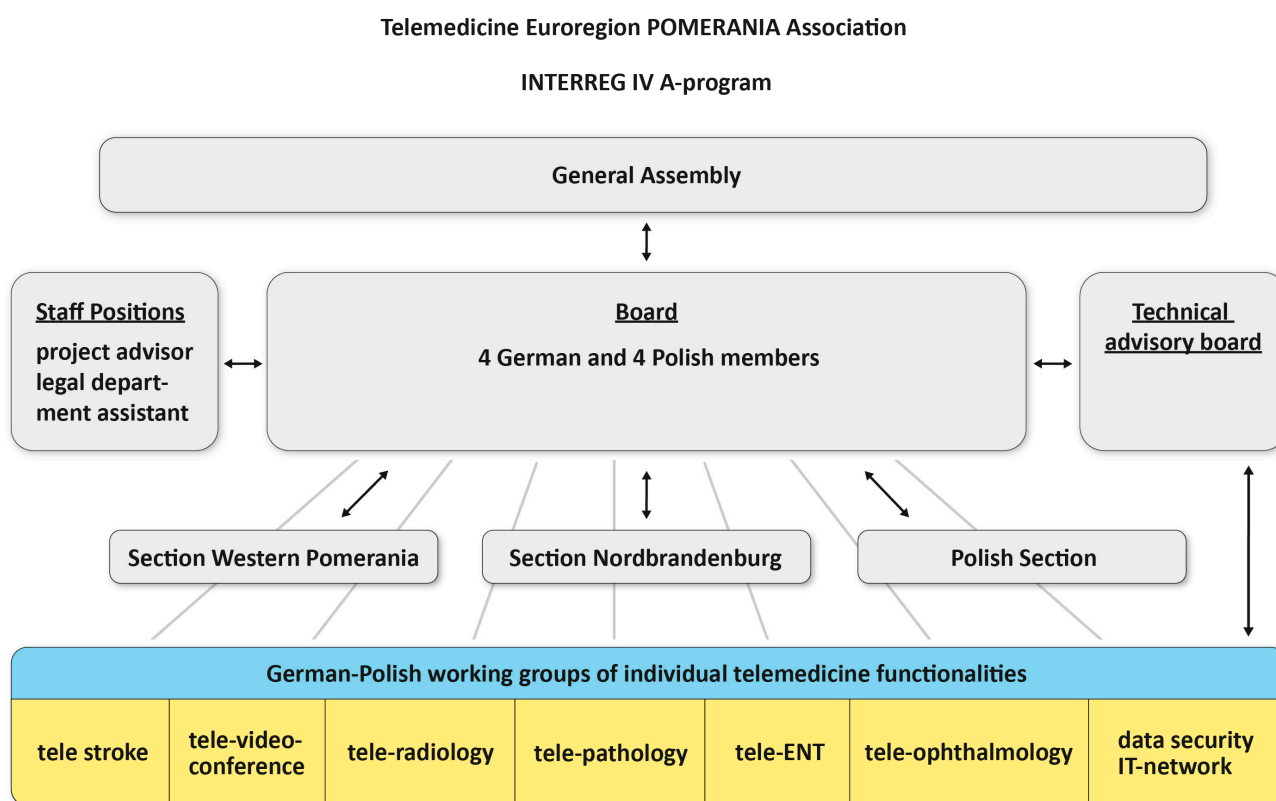 Telemedicine Euroregion POMERANIA Association
INTERREG IV A-program
General Assembly
Staff Positions
project advisor
legal depart-
ment assistant
Board
4 German and 4 Polish members
Technical
advisory board
Section Western Pomerania
Section Nordbrandenburg
Polish Section
German-Polish working groups of individual telemedicine functionalities
tele stroke
tele-video-
conference
tele-radiology
tele-pathology
tele-ENT
tele-ophthalmology
data security
IT-network